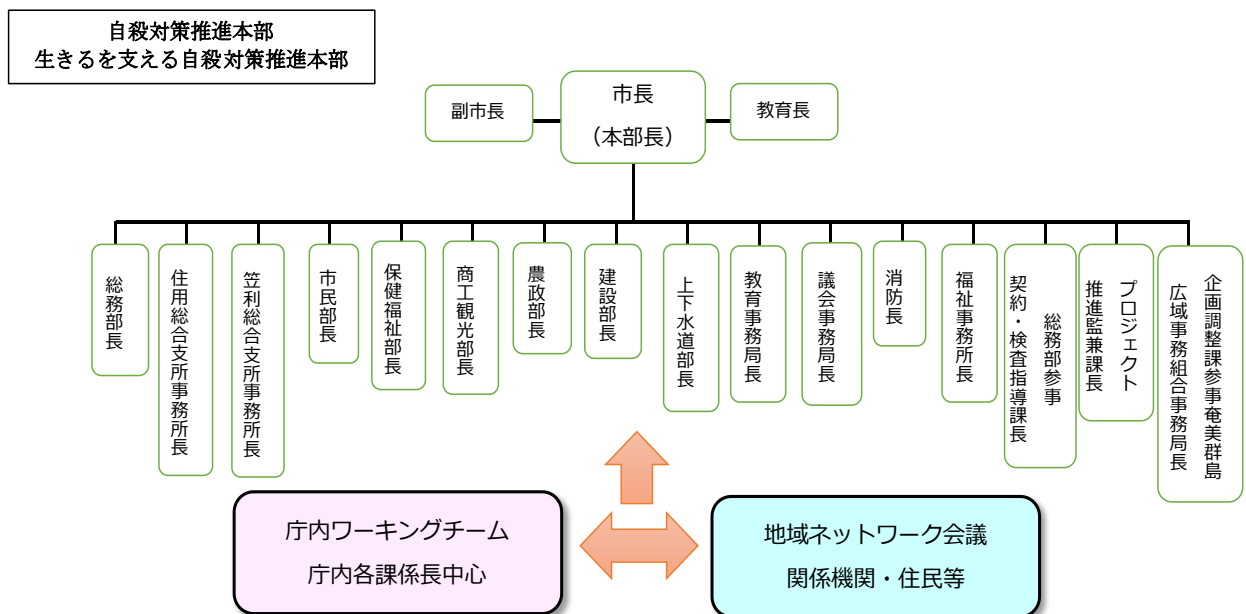 自殺対策推進本部
生きるを支える自殺対策推進本部
副市長
市長
（本部長）
教育長
総務部長
住用総合支所事務所長
笠利総合支所事務所長
市民部長
保健福祉部長
商工観光部長
農政部長
建設部長
上下水道部長
教育事務局長
議会事務局長
消防長
福祉事務所長
総務部参事
契約・検査指導課長
プロジェクト
推進監兼課長
企画調整課参事奄美群島
広域事務組合事務局長
庁内ワーキングチーム
庁内各課係長中心
地域ネットワーク会議
関係機関・住民等